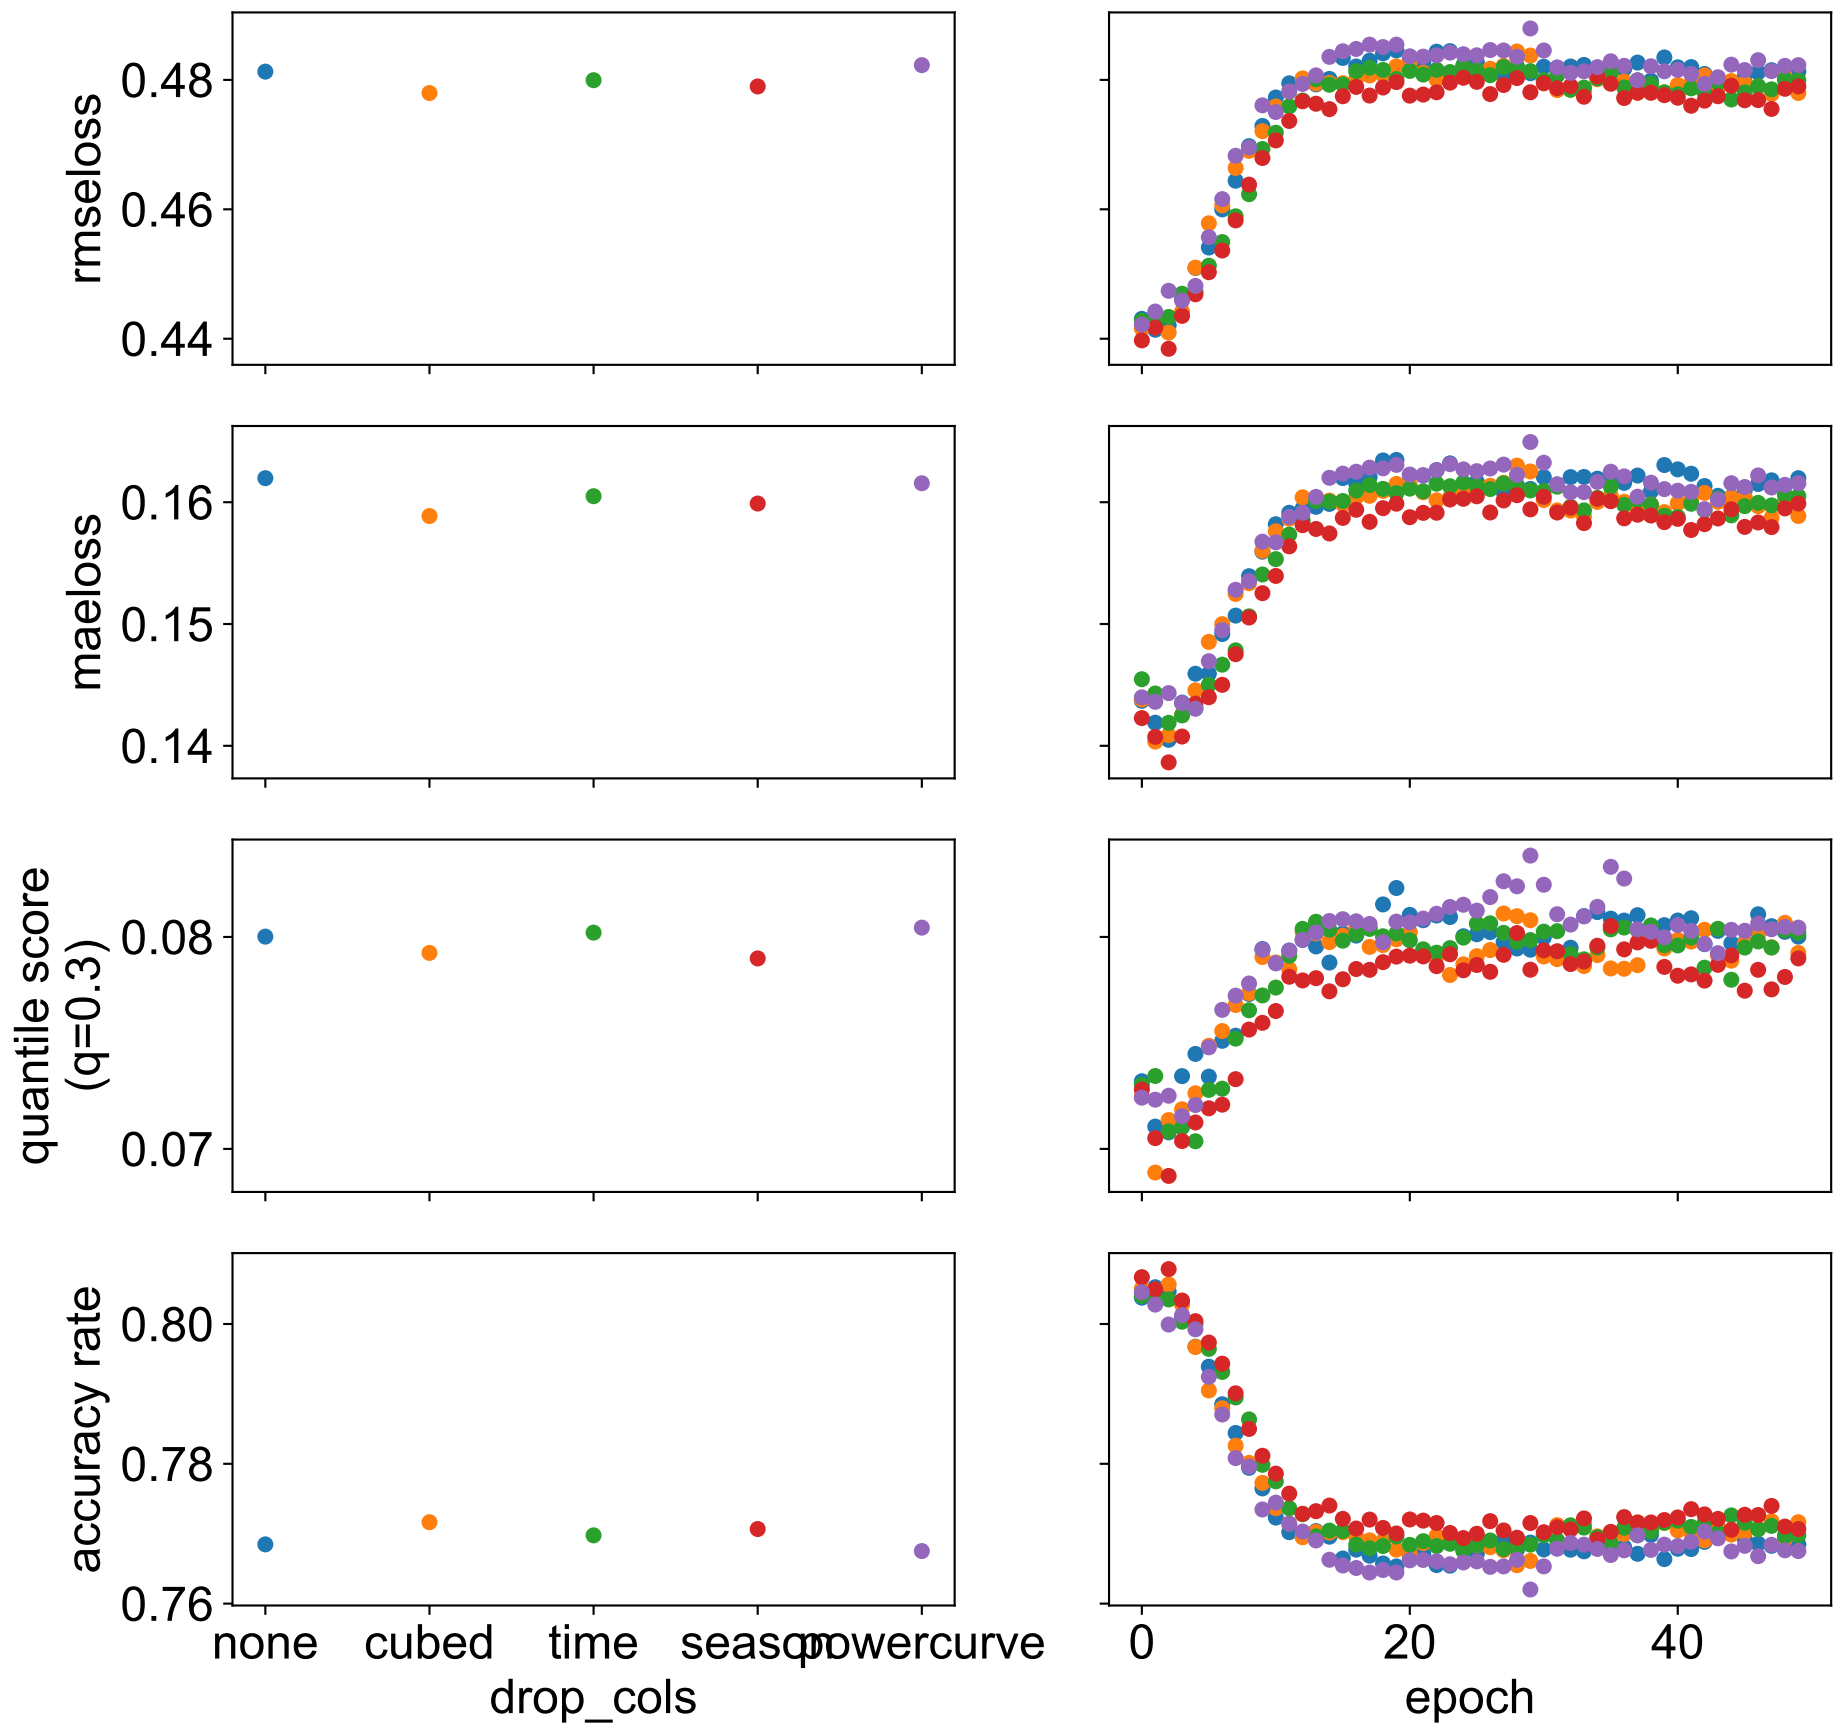 rmseloss
0.48
0.46
0.44
maeloss
0.16
0.15
0.14
quantile score
(q=0.3)
0.08
0.07
accuracy rate
0.80
0.78
0.76
none cubed time season powercurve
drop_cols
0 20 40
epoch